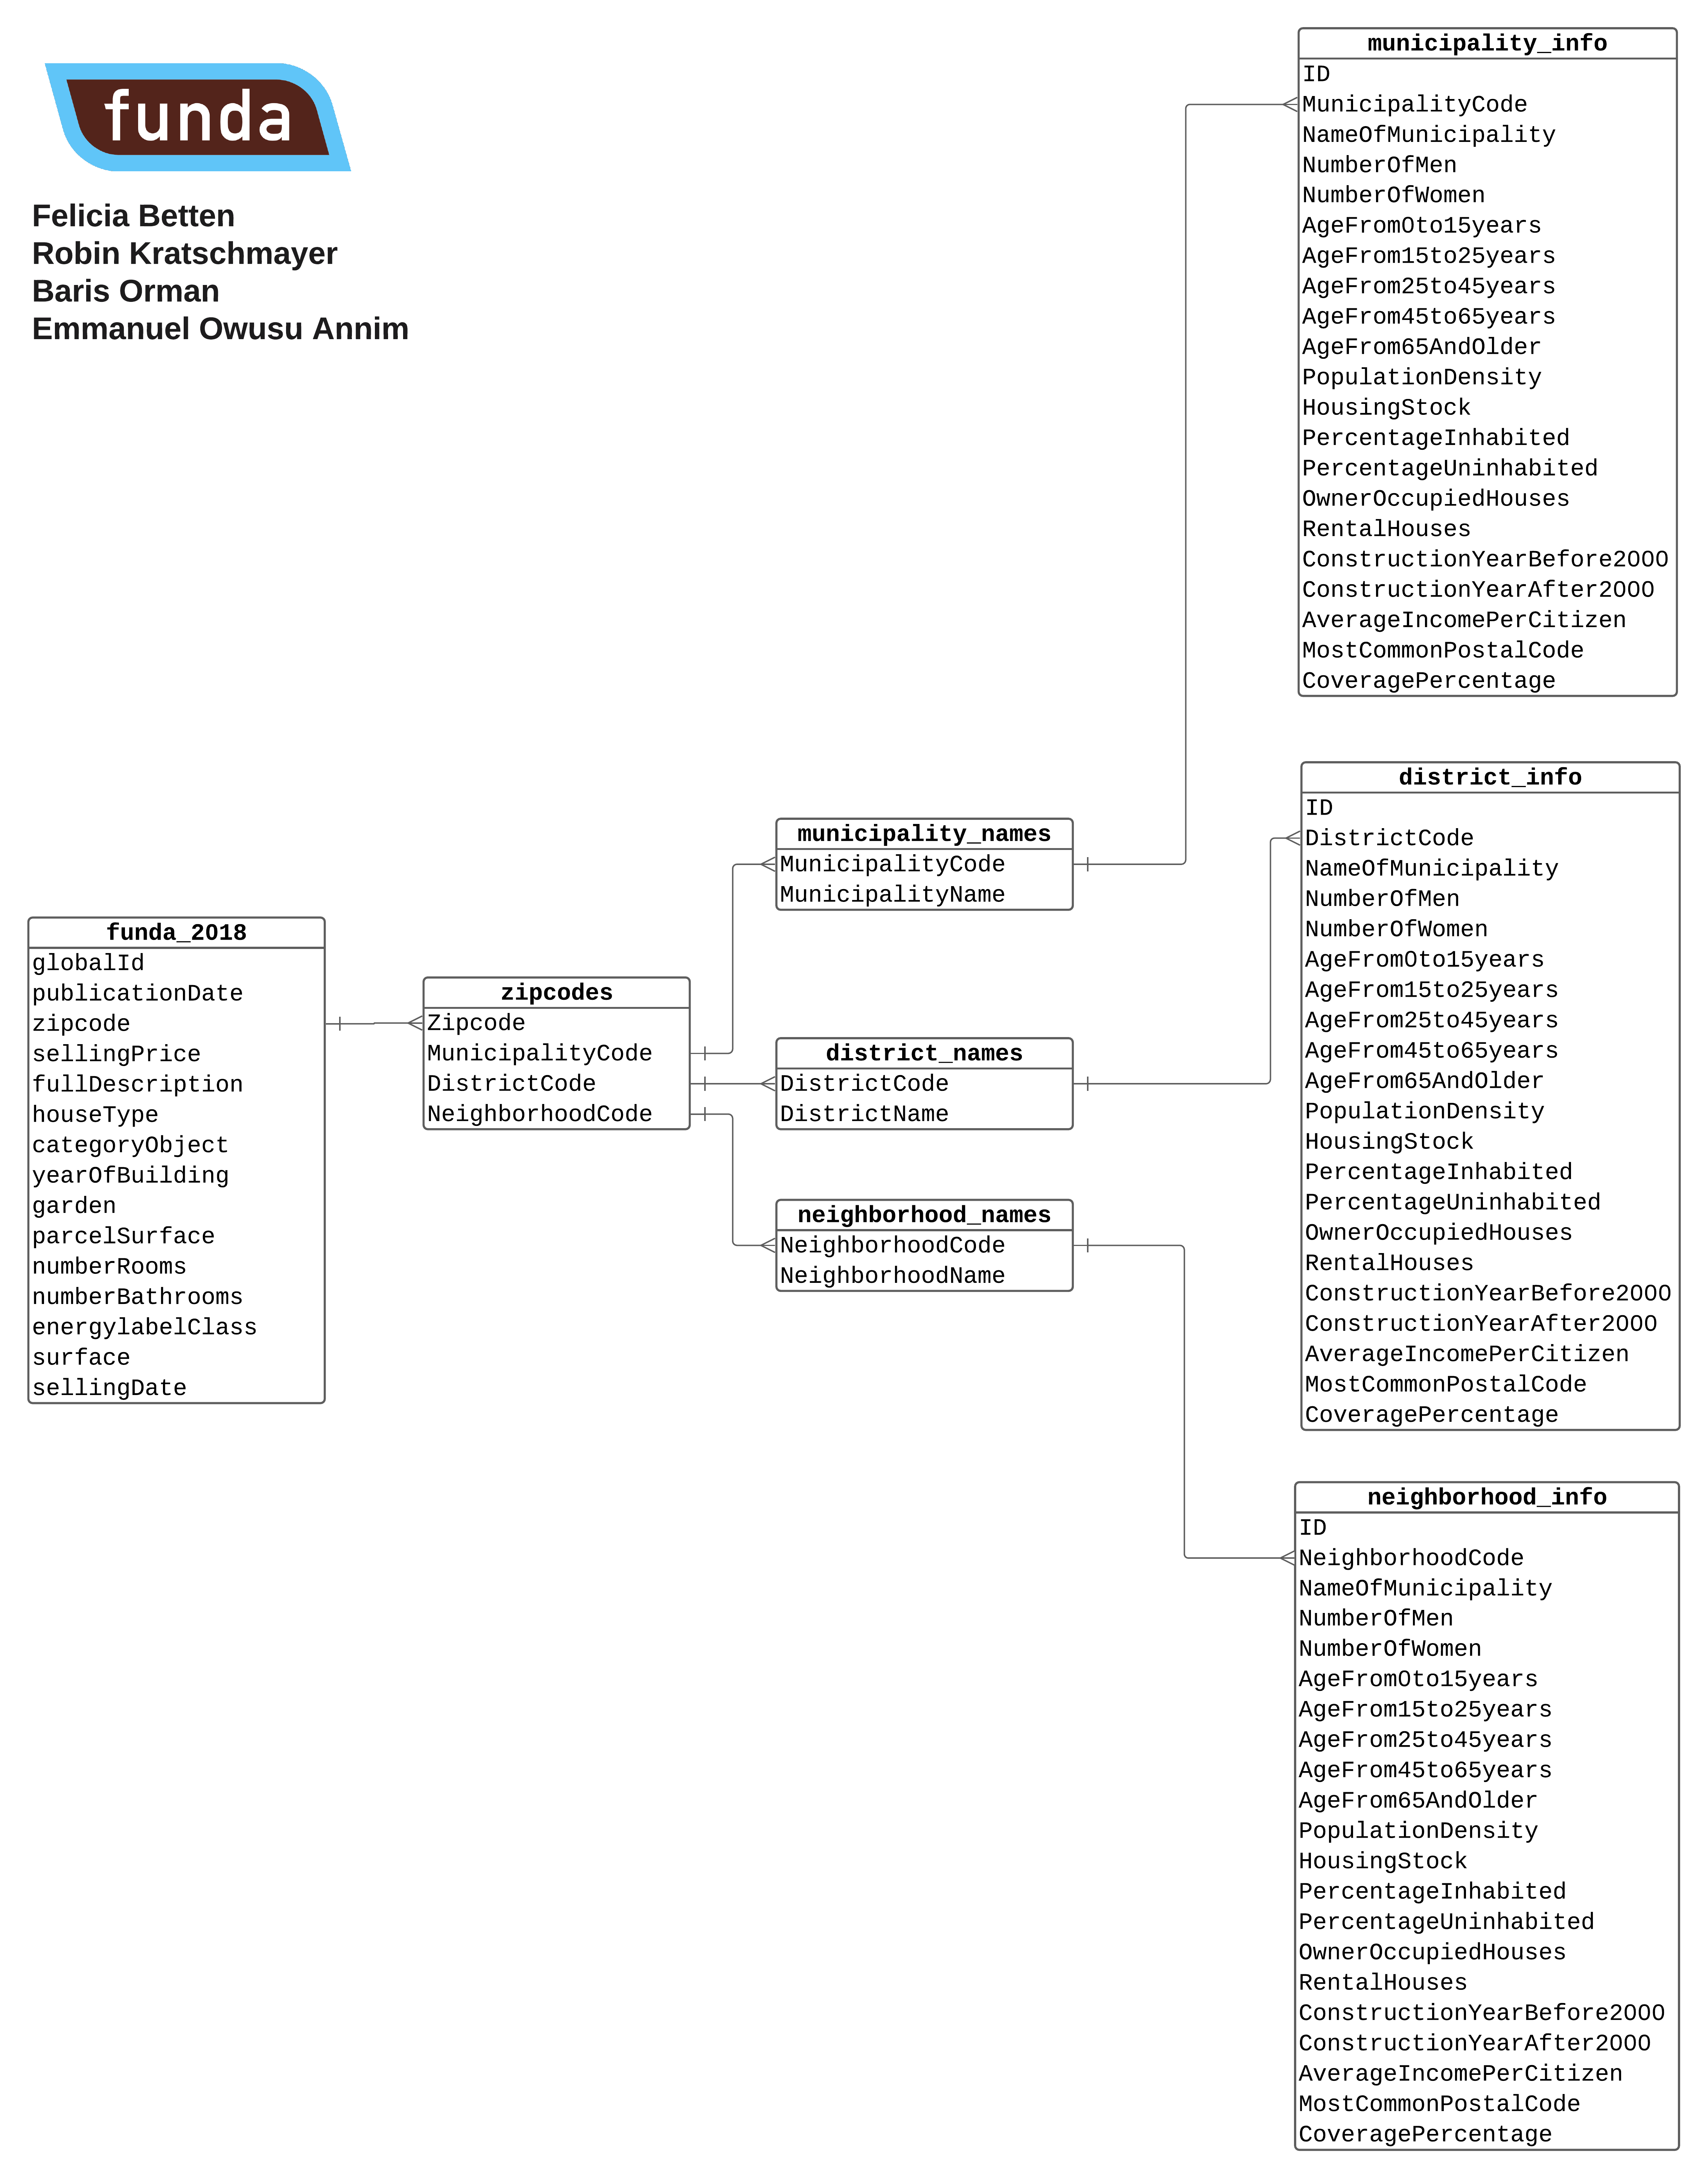 funda
Felicia Betten
Robin Kratschmayer
Baris Orman
Emmanuel Owusu Annim
funda_2018
globalId
publicationDate
zipcode
sellingPrice
fullDescription
houseType
categoryObject
yearOfBuilding
garden
parcelSurface
numberRooms
numberBathrooms
energylabelClass
surface
sellingDate
zipcodes
Zipcode
MunicipalityCode
DistrictCode
NeighborhoodCode
municipality_names
MunicipalityCode
MunicipalityName
district_names
DistrictCode
DistrictName
neighborhood_names
NeighborhoodCode
NeighborhoodName
municipality_info
ID
MunicipalityCode
NameOfMunicipality
NumberOfMen
NumberOfWomen
AgeFrom0to15years
AgeFrom15to25years
AgeFrom25to45years
AgeFrom45to65years
AgeFrom65AndOlder
PopulationDensity
HousingStock
PercentageInhabited
PercentageUninhabited
OwnerOccupiedHouses
RentalHouses
ConstructionYearBefore2000
ConstructionYearAfter2000
AverageIncomePerCitizen
MostCommonPostalCode
CoveragePercentage
district_info
ID
DistrictCode
NameOfMunicipality
NumberOfMen
NumberOfWomen
AgeFrom0to15years
AgeFrom15to25years
AgeFrom25to45years
AgeFrom45to65years
AgeFrom65AndOlder
PopulationDensity
HousingStock
PercentageInhabited
PercentageUninhabited
OwnerOccupiedHouses
RentalHouses
ConstructionYearBefore2000
ConstructionYearAfter2000
AverageIncomePerCitizen
MostCommonPostalCode
CoveragePercentage
neighborhood_info
ID
NeighborhoodCode
NameOfMunicipality
NumberOfMen
NumberOfWomen
AgeFrom0to15years
AgeFrom15to25years
AgeFrom25to45years
AgeFrom45to65years
AgeFrom65AndOlder
PopulationDensity
HousingStock
PercentageInhabited
PercentageUninhabited
OwnerOccupiedHouses
RentalHouses
ConstructionYearBefore2000
ConstructionYearAfter2000
AverageIncomePerCitizen
MostCommonPostalCode
CoveragePercentage